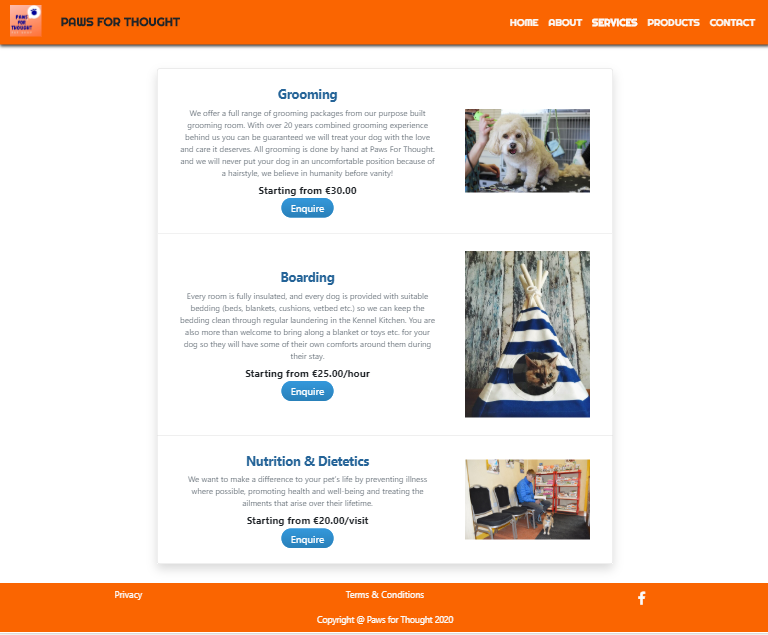 PAWS
FOR
THOUGHT
PAWS FOR THOUGHT
HOME ABOUT SERVICES PRODUCTS CONTACT
Grooming
We offer a full range of grooming packages from our purpose built
grooming room. With over 20 years combined grooming experience
behind us you can be guaranteed we will treat your dog with the love
and care it deserves. All grooming is done by hand at Paws For Thought.
and we will never put your dog in an uncomfortable position because of
a hairstyle, we believe in humanity before vanity!
Starting from €30.00
Enquire
Boarding
Every room is fully insulated, and every dog is provided with suitable
bedding (beds, blankets, cushions, vetbed etc.) so we can keep the
bedding clean through regular laundering in the Kennel Kitchen. You are
also more than welcome to bring along a blanket or toys etc. for your
dog so they will have some of their own comforts around them during
their stay.
Starting from €25.00/hour
Enquire
Nutrition & Dietetics
We want to make a difference to your pet's life by preventing illness
where possible, promoting health and well-being and treating the
ailments that arise over their lifetime.
Starting from €20.00/visit
Enquire
Privacy
Terms & Conditions
Copyright @ Paws for Thought 2020